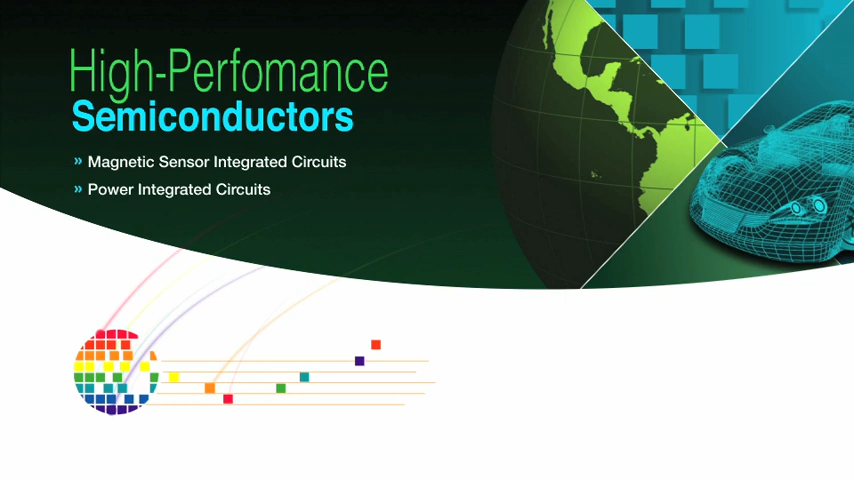 High-Perfomance
Semiconductors
» Magnetic Sensor Integrated Circuits
» Power Integrated Circuits